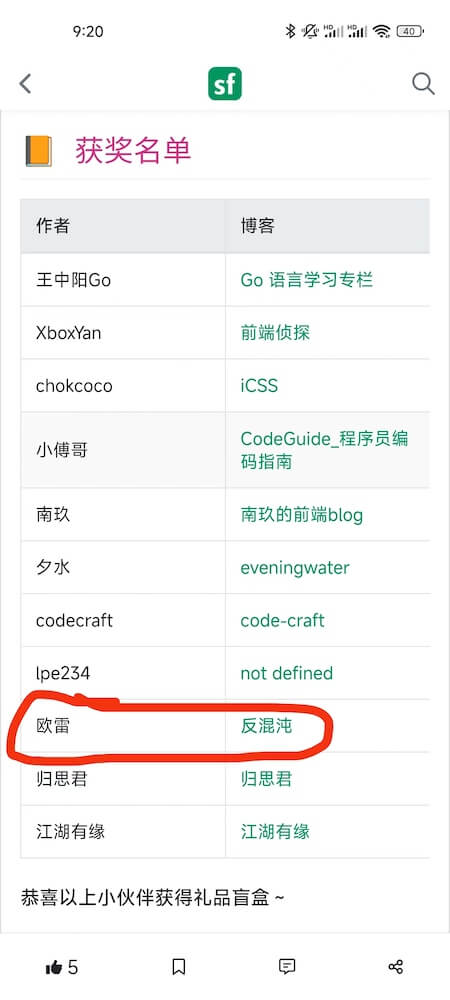 9:20
HD HD 40
sf
获奖名单
作者 博客
王中阳Go Go 语言学习专栏
XboxYan 前端侦探
chokcoco iCSS
小傅哥 CodeGuide_程序员编
码指南
南玖 南玖的前端blog
夕水 eveningwater
codecraft code-craft
lpe234 not defined
欧雷 反混沌
归思君 归思君
江湖有缘 江湖有缘
恭喜以上小伙伴获得礼品盲盒 ~
5